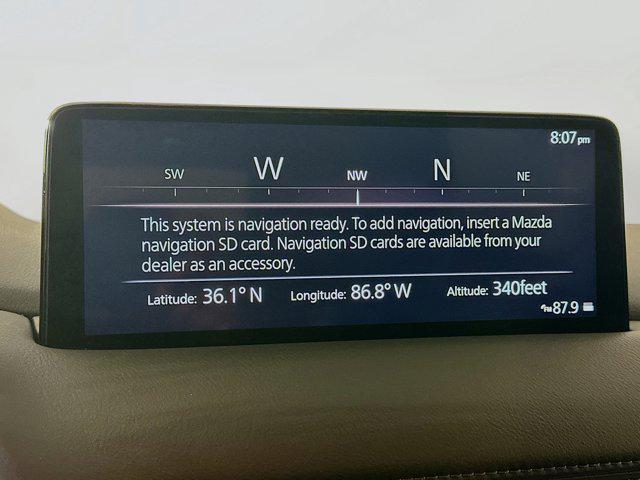 8:07pm
SW W NW N NE
This system is navigation ready. To add navigation, insert a Mazda
navigation SD card. Navigation SD cards are available from your
dealer as an accessory.
Latitude: 36.1° N Longitude: 86.8° W Altitude: 340feet
FM 87.9